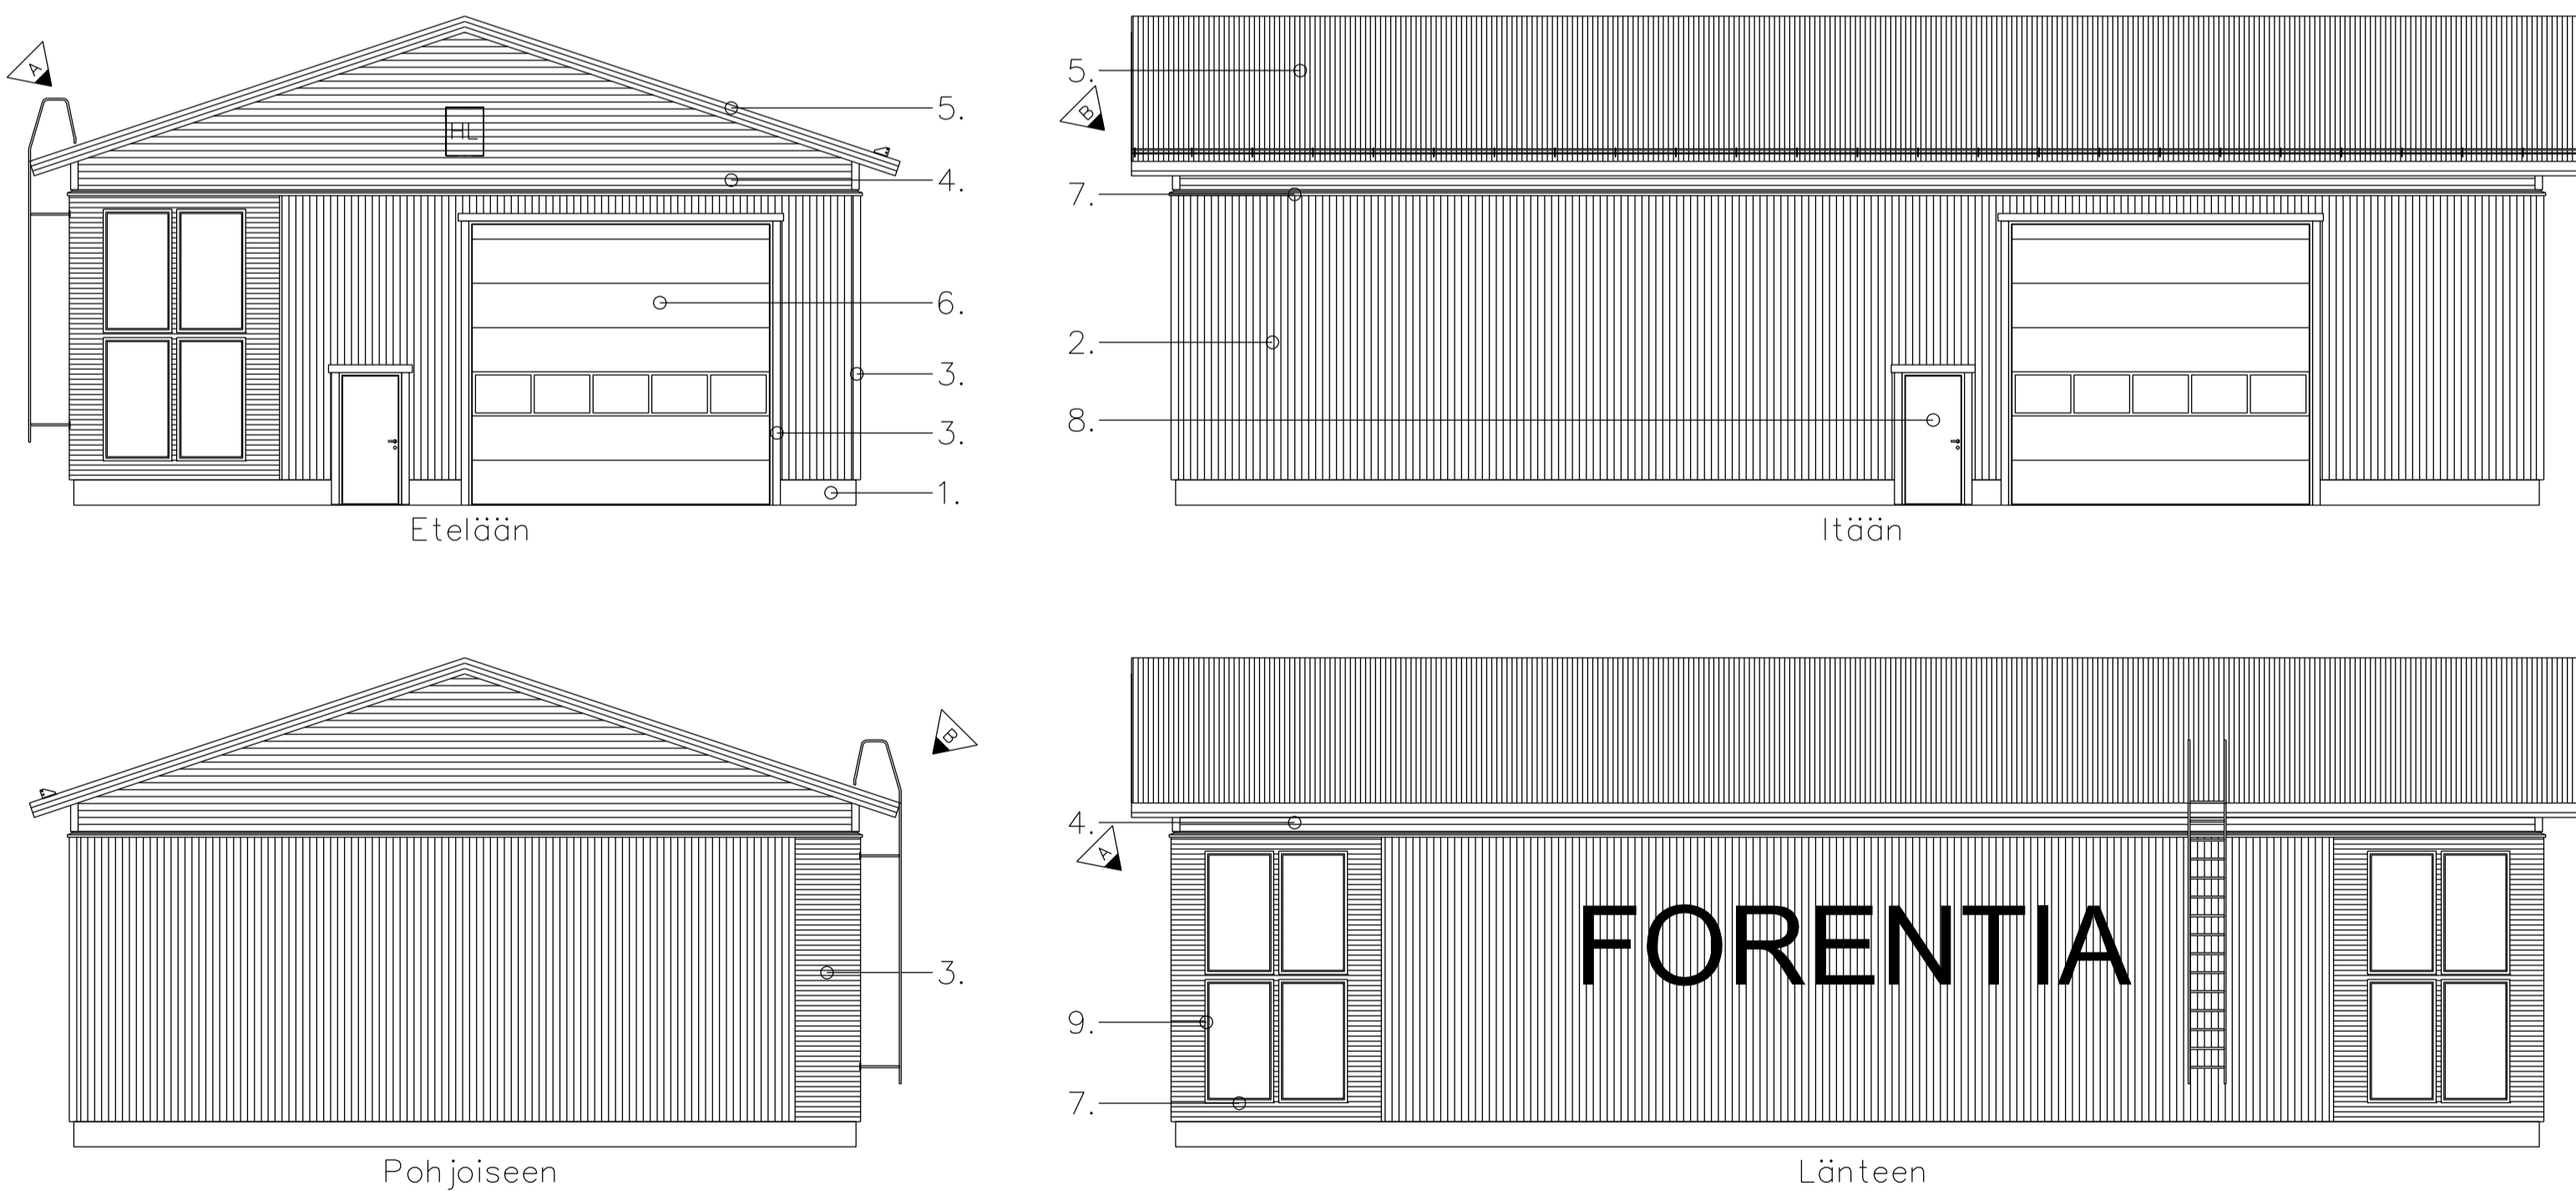 A
HL
5.
4.
6.
3.
3.
1.
Etelään
5.
B
7.
2.
8.
Itään
B
3.
Pohjoiseen
4.
A
FORENTIA
9.
7.
Länteen